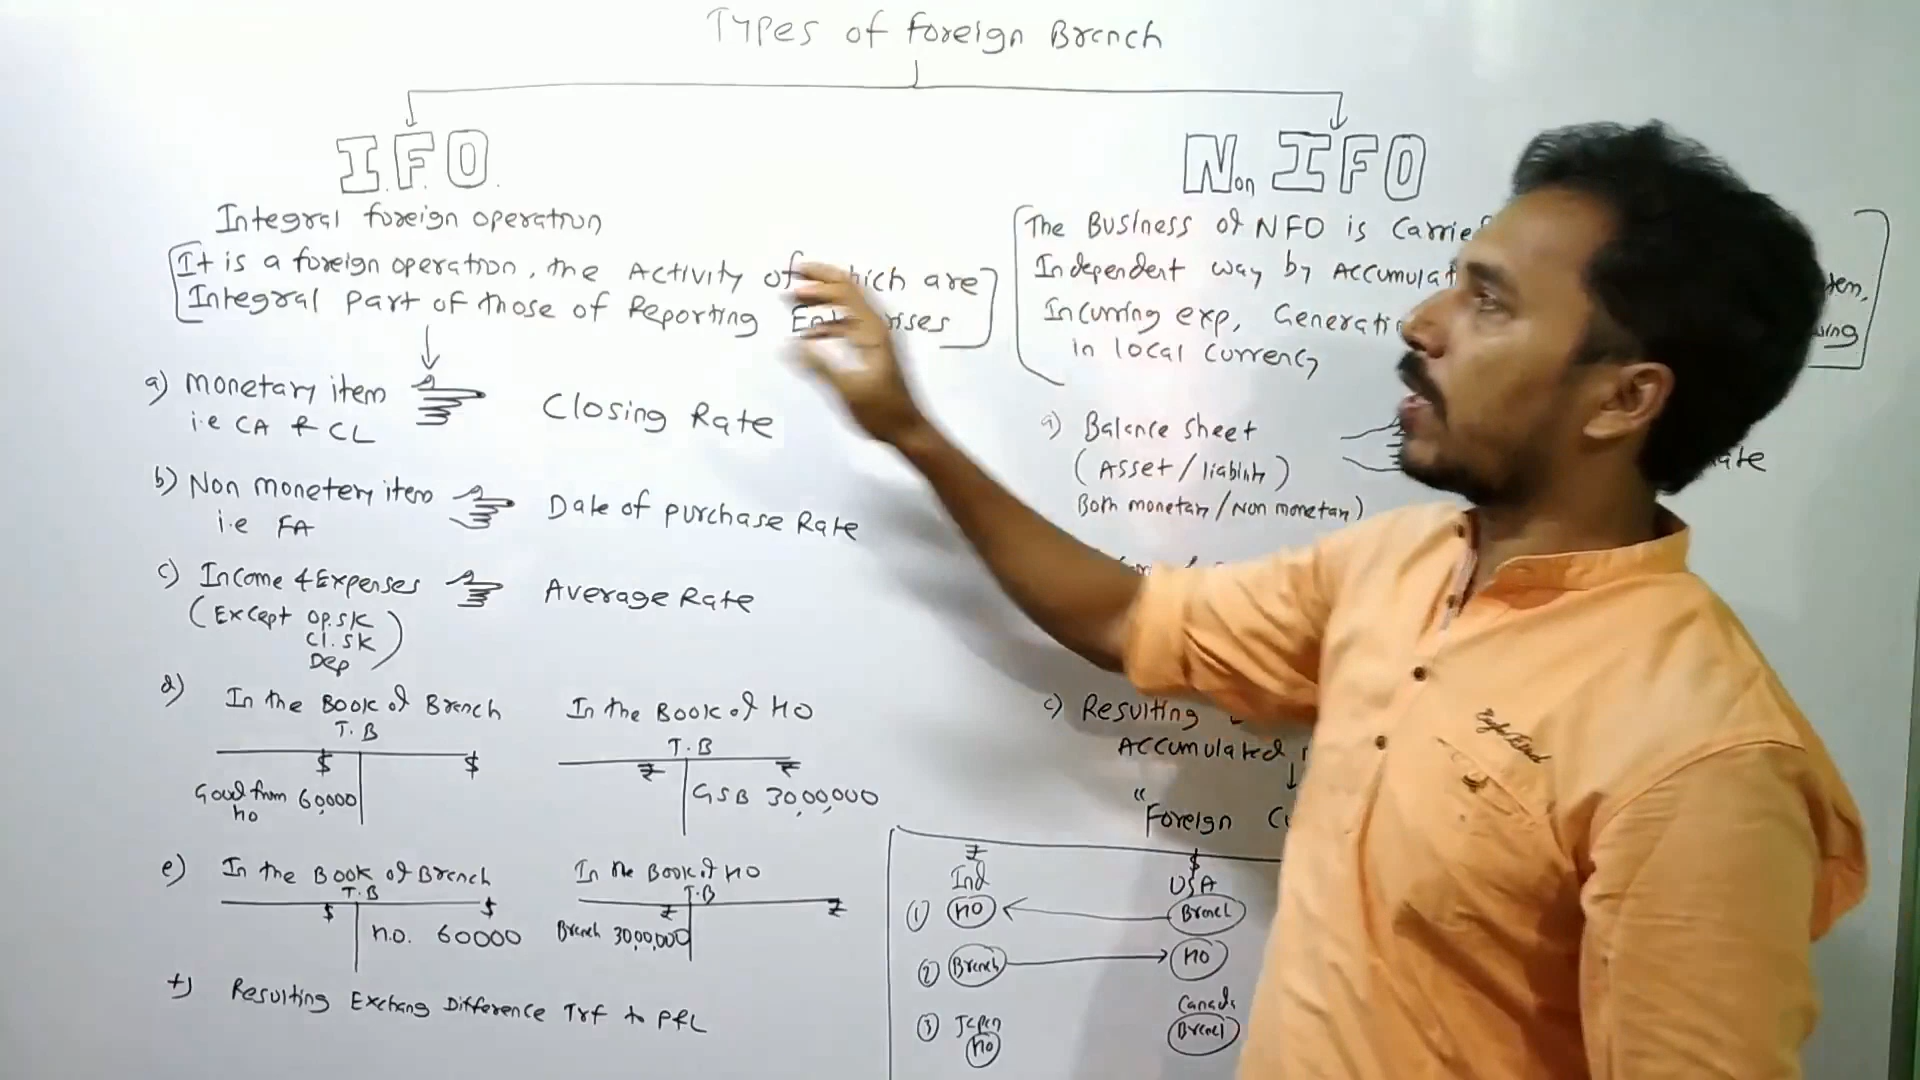 Types of Foreign Branch
I.F.O.
Integral foreign operation
It is a foreign operation, the Activity of which are
Integral part of those of Reporting
a) monetary item
i.e CA & CL
Closing Rate
b) Non monetery item
i.e FA
Date of purchase Rate
c) Income & Expenses
(Except op.sk
cl.sk
Dep)
Average Rate
d) In the Book of Branch
T.B
$ $
Good from 60,000
Ho
In the Book of HO
T.B
₹ ₹
GSB 30,00,000
e) In the Book of Branch
T.B
$ $
H.O. 60000
In the Book of HO
T.B
₹ ₹
Branch 30,00,000
f) Resulting Exchang Difference Trf to P&L
Non IFO
The Business of NFO is
Independent way by
Incurring exp,
in local currency
a) Balance sheet
(Asset/liability)
Both monetary/Non monetary)
c) Resulting
Accumulated
"Foreign
₹ $
Ind USA
① HO Branch
② Branch HO
Canada
③ Japan Branch
HO